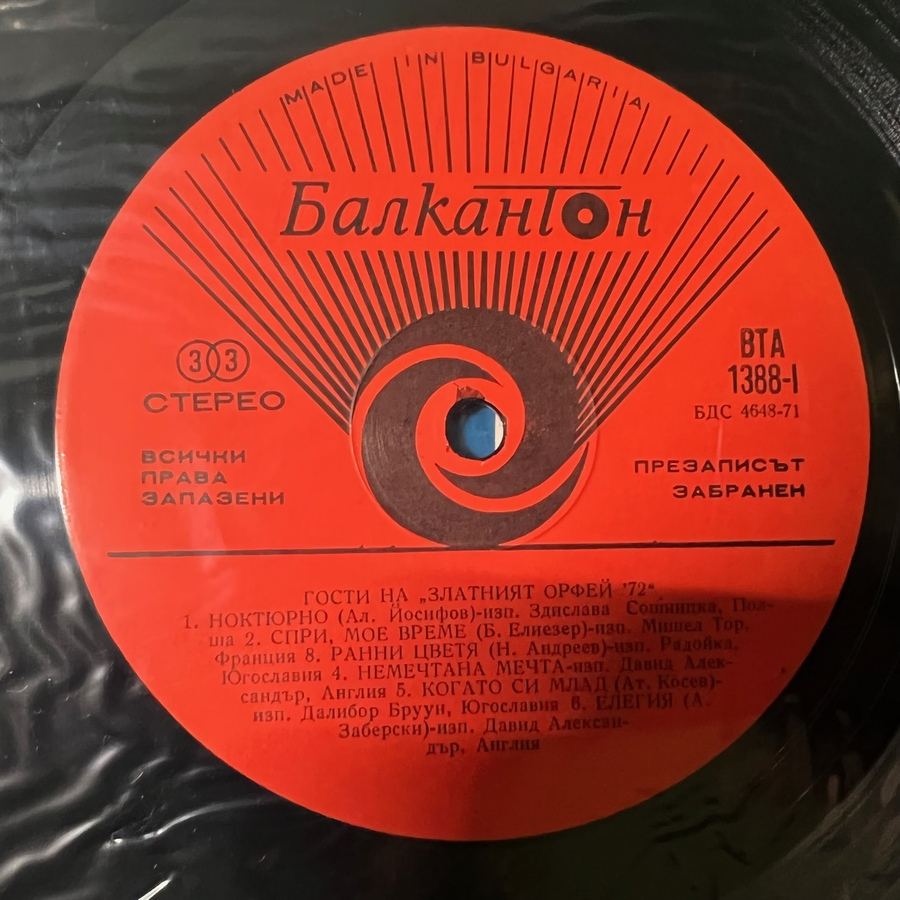 MADE IN BULGARIA
Балкантон
33
СТЕРЕО
ВТА
1388-I
БДС 4648-71
ВСИЧКИ
ПРАВА
ЗАПАЗЕНИ
ПРЕЗАПИСЪТ
ЗАБРАНЕН
ГОСТИ НА „ЗЛАТНИЯТ ОРФЕЙ '72“
1. НОКТЮРНО (Ал. Йосифов)-изп. Здислава Сошницка, Пол-
ша 2. СПРИ, МОЕ ВРЕМЕ (Б. Елиезер)-изп. Мишел Тор,
Франция 8. РАННИ ЦВЕТЯ (Н. Андреев)-изп. Радойка,
Югославия 4. НЕМЕЧТАНА МЕЧТА-изп. Давид Алек-
сандър, Англия 5. КОГАТО СИ МЛАД (Ат. Косев)-
изп. Далибор Бруун, Югославия 6. ЕЛЕГИЯ (А.
Заберски)-изп. Давид Алексан-
дър, Англия